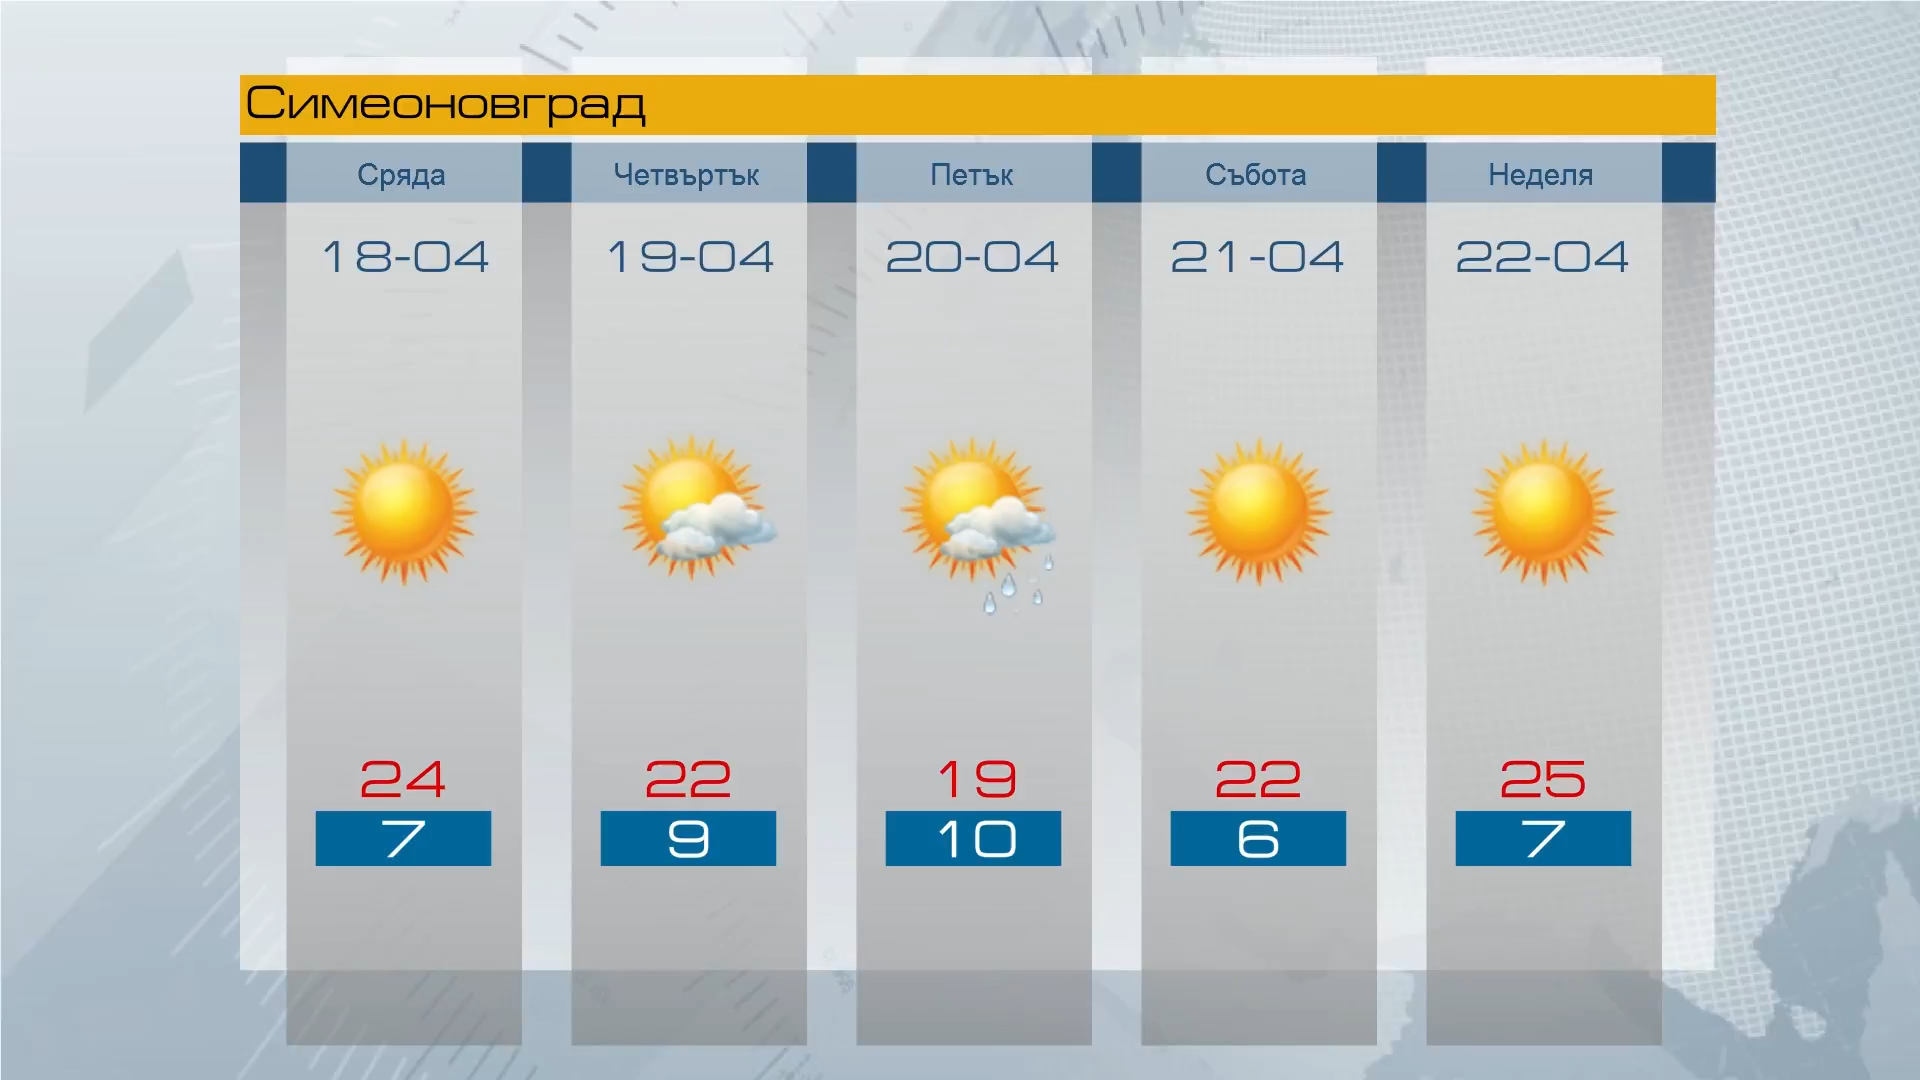 Симеоновград
Сряда Четвъртък Петък Събота Неделя
18-04 19-04 20-04 21-04 22-04
24 22 19 22 25
7 9 10 6 7